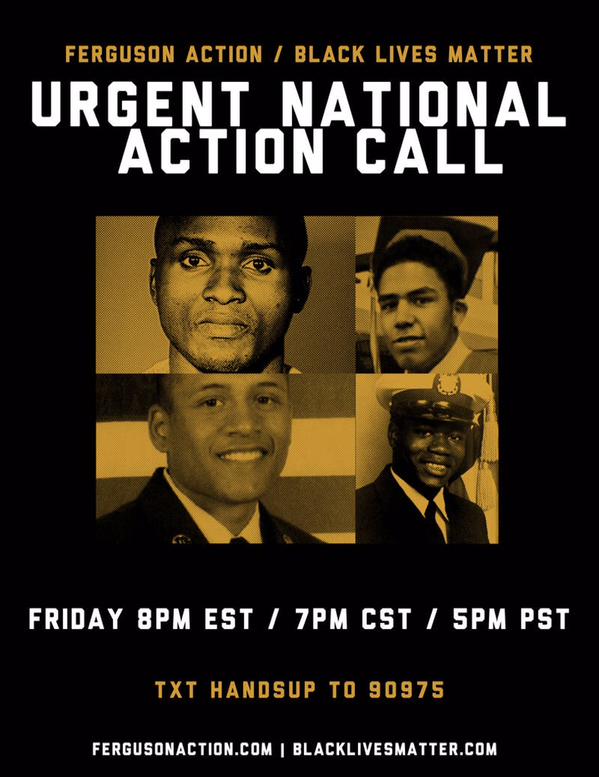 FERGUSON ACTION / BLACK LIVES MATTER
URGENT NATIONAL
ACTION CALL
FRIDAY 8PM EST / 7PM CST / 5PM PST
TXT HANDSUP TO 90975
FERGUSONACTION.COM | BLACKLIVESMATTER.COM